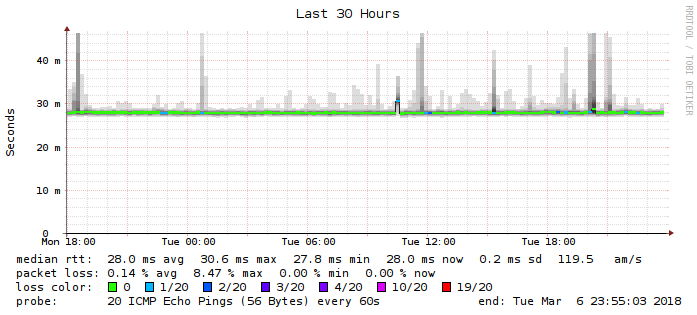 Last 30 Hours
RRDTOOL / TOBI OETIKER
Seconds
40 m
30 m
20 m
10 m
0
Mon 18:00 Tue 00:00 Tue 06:00 Tue 12:00 Tue 18:00
median rtt: 28.0 ms avg 30.6 ms max 27.8 ms min 28.0 ms now 0.2 ms sd 119.5 am/s
packet loss: 0.14 % avg 8.47 % max 0.00 % min 0.00 % now
loss color: 0 1/20 2/20 3/20 4/20 10/20 19/20
probe: 20 ICMP Echo Pings (56 Bytes) every 60s end: Tue Mar 6 23:55:03 2018